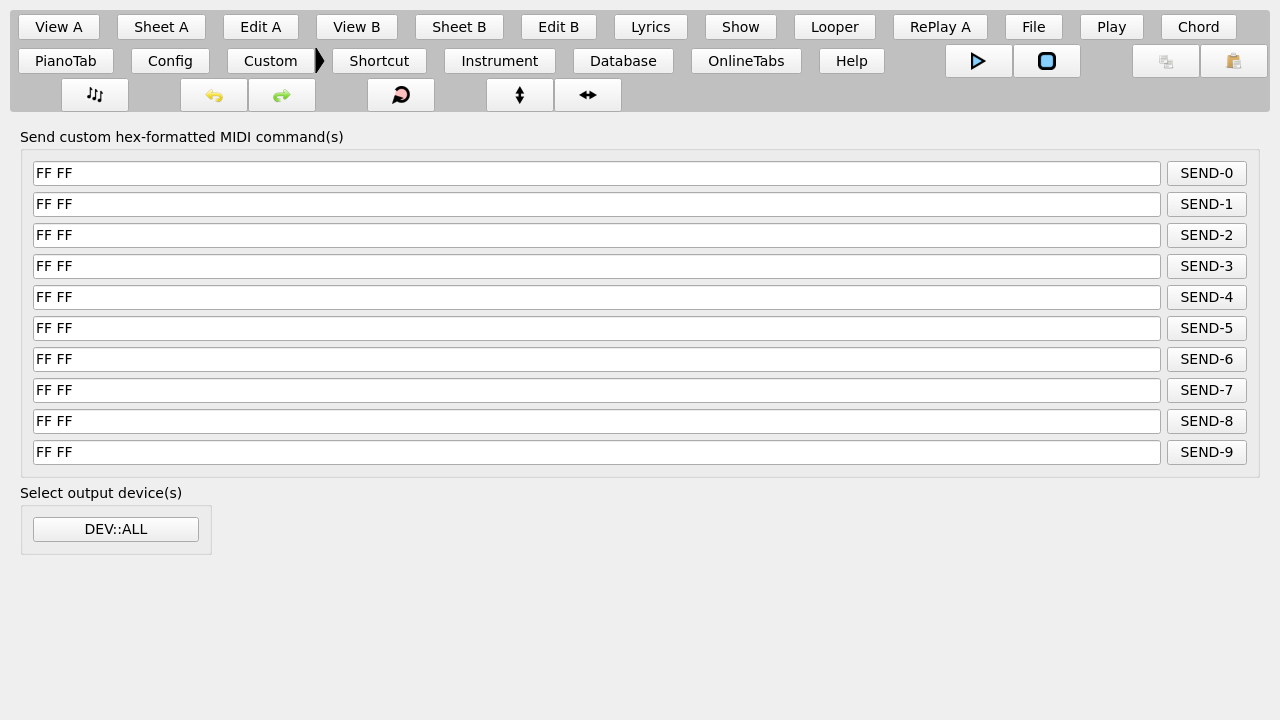 View A Sheet A Edit A View B Sheet B Edit B Lyrics Show Looper RePlay A File Play Chord
PianoTab Config Custom Shortcut Instrument Database OnlineTabs Help
Send custom hex-formatted MIDI command(s)
FF FF SEND-0
FF FF SEND-1
FF FF SEND-2
FF FF SEND-3
FF FF SEND-4
FF FF SEND-5
FF FF SEND-6
FF FF SEND-7
FF FF SEND-8
FF FF SEND-9
Select output device(s)
DEV::ALL